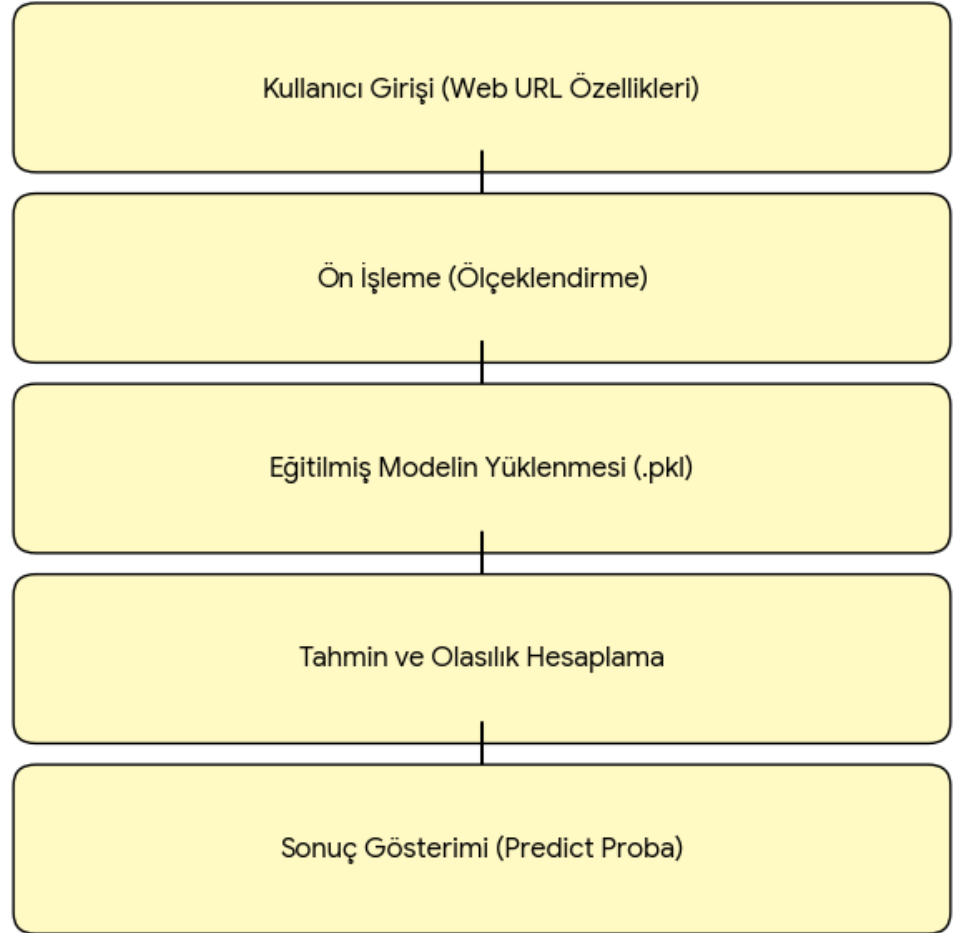 Kullanıcı Girişi (Web URL Özellikleri)
Ön İşleme (Ölçeklendirme)
Eğitilmiş Modelin Yüklenmesi (.pkl)
Tahmin ve Olasılık Hesaplama
Sonuç Gösterimi (Predict Proba)